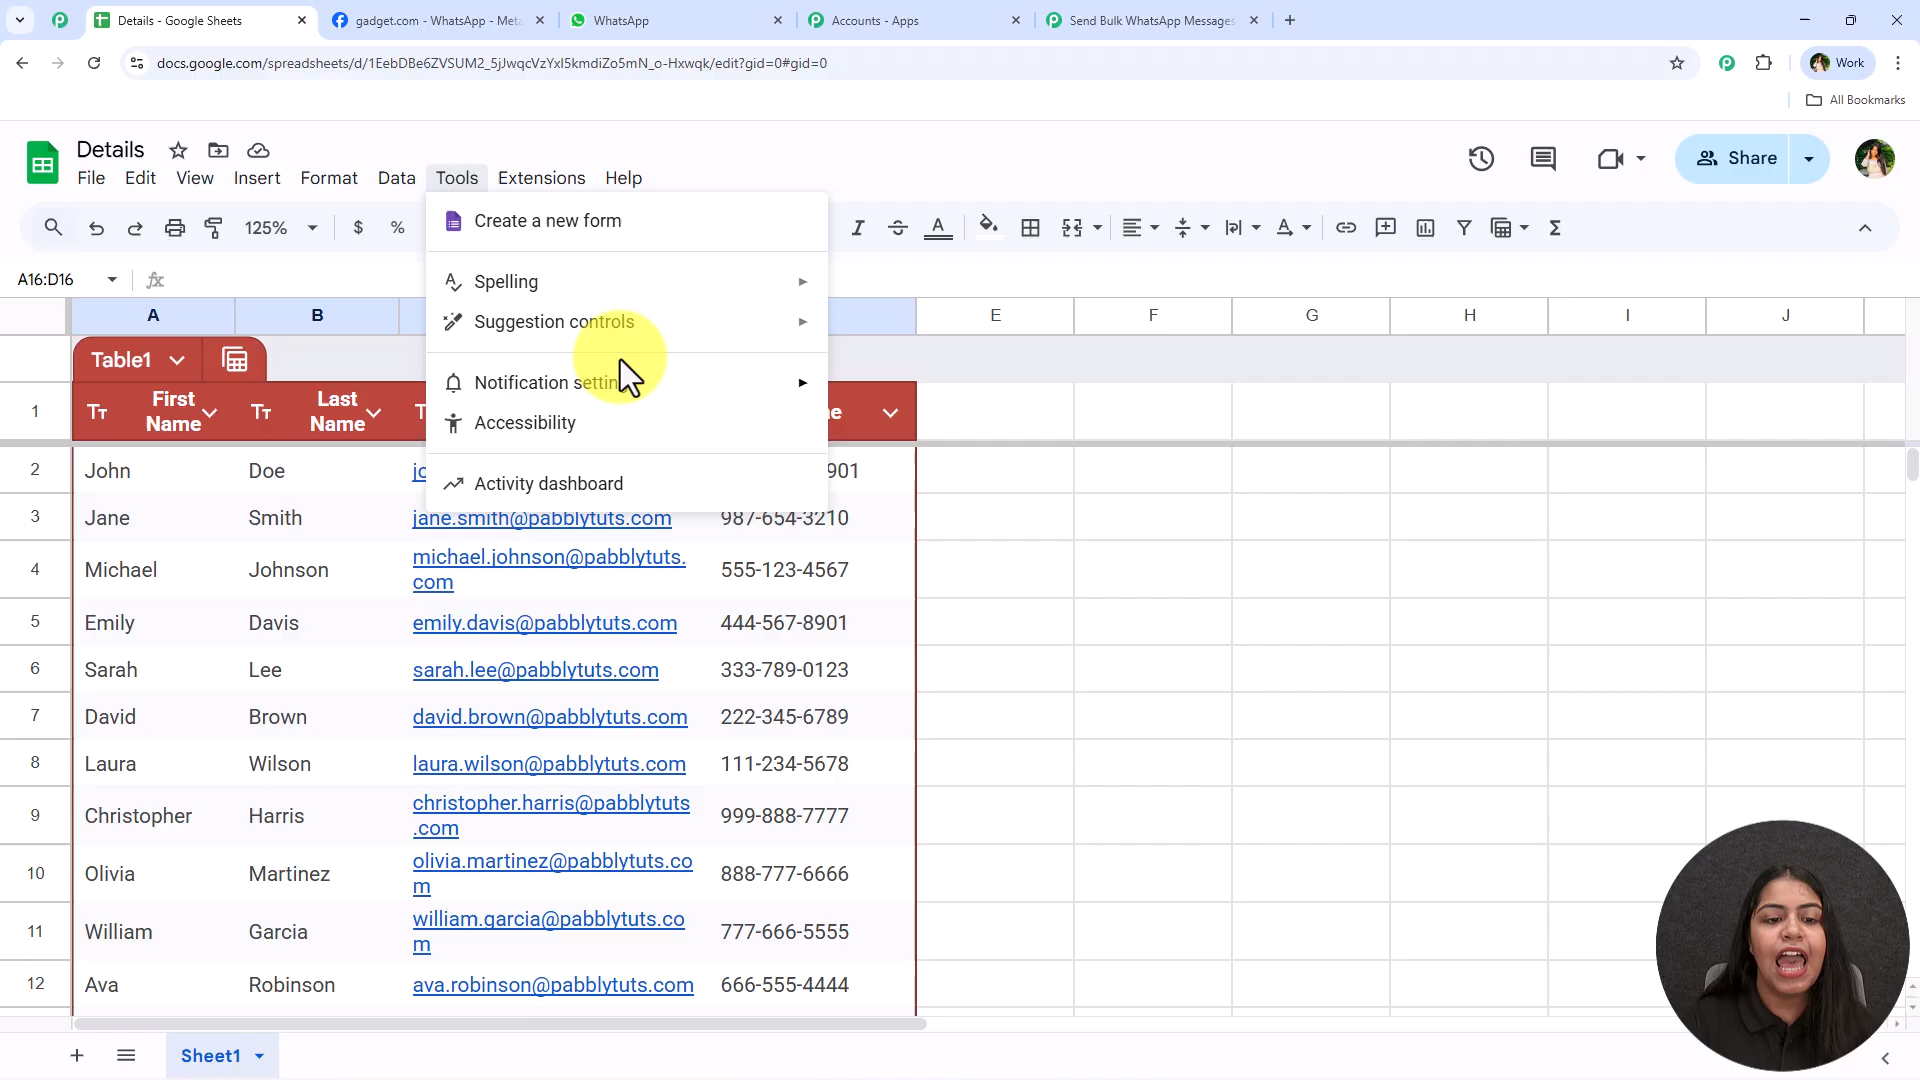 Details - Google Sheets
gadget.com - WhatsApp - Meta
WhatsApp
Accounts - Apps
Send Bulk WhatsApp Messages
docs.google.com/spreadsheets/d/1EebDBe6ZVSUM2_5jJwqcVzYxI5kmdiZo5mN_o-Hxwqk/edit?gid=0#gid=0
Work
All Bookmarks
Details
File Edit View Insert Format Data Tools Extensions Help
Share
125% $ %
Create a new form
Spelling
Suggestion controls
Notification settin
Accessibility
Activity dashboard
A16:D16
A B E F G H I J
Table1
1 First Name Last Name
2 John Doe 901
3 Jane Smith jane.smith@pabblytuts.com 987-654-3210
4 Michael Johnson michael.johnson@pabblytuts. 555-123-4567
com
5 Emily Davis emily.davis@pabblytuts.com 444-567-8901
6 Sarah Lee sarah.lee@pabblytuts.com 333-789-0123
7 David Brown david.brown@pabblytuts.com 222-345-6789
8 Laura Wilson laura.wilson@pabblytuts.com 111-234-5678
9 Christopher Harris christopher.harris@pabblytuts 999-888-7777
.com
10 Olivia Martinez olivia.martinez@pabblytuts.co 888-777-6666
m
11 William Garcia william.garcia@pabblytuts.co 777-666-5555
m
12 Ava Robinson ava.robinson@pabblytuts.com 666-555-4444
Sheet1